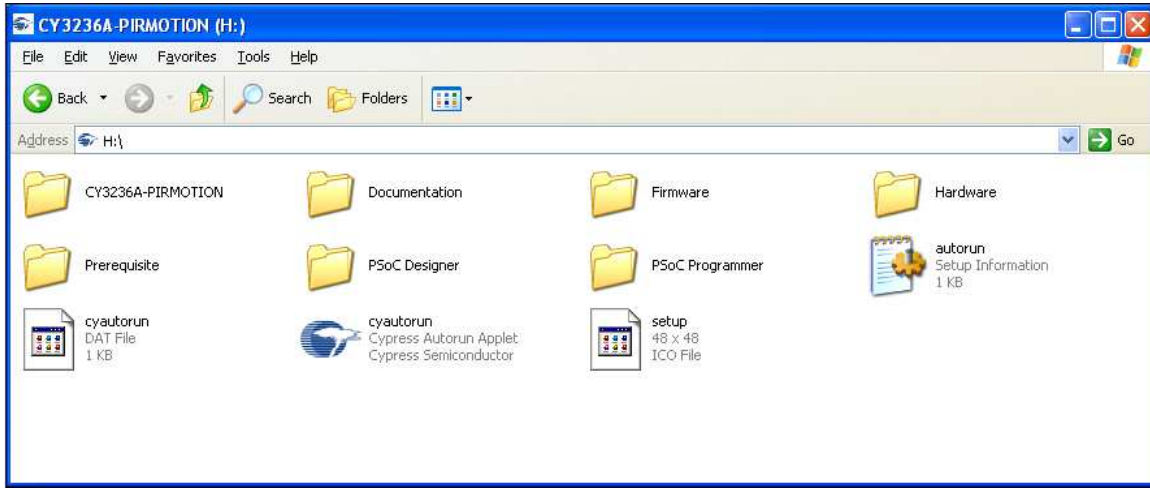 CY3236A-PIRMOTION (H:)
File Edit View Favorites Tools Help
Back Search Folders
Address H:\ Go
CY3236A-PIRMOTION Documentation Firmware Hardware
Prerequisite PSoC Designer PSoC Programmer
autorun
Setup Information
1 KB
cyautorun
DAT File
1 KB
cyautorun
Cypress Autorun Applet
Cypress Semiconductor
setup
48 x 48
ICO File